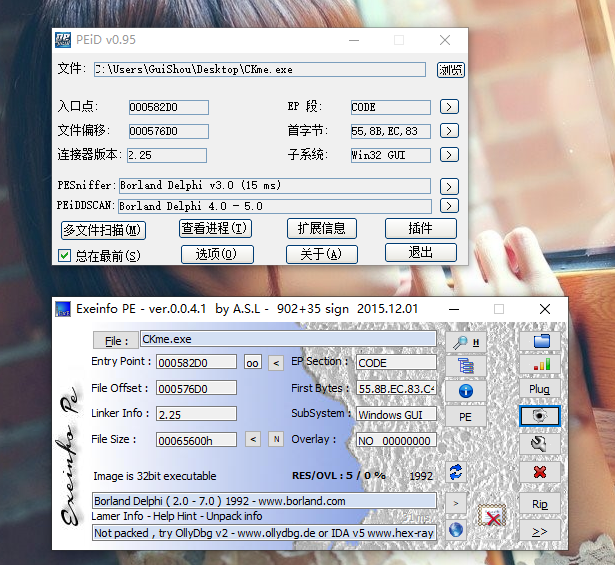 PEiD v0.95
文件: C:\Users\GuiShou\Desktop\CKme.exe 浏览
入口点: 000582D0 EP 段: CODE >
文件偏移: 000576D0 首字节: 55,8B,EC,83 >
连接器版本: 2.25 子系统: Win32 GUI >
PESniffer: Borland Delphi v3.0 (15 ms) >
PEiDDSCAN: Borland Delphi 4.0 - 5.0 >
多文件扫描(M) 查看进程(T) 扩展信息 插件
总在最前(S) 选项(O) 关于(A) 退出
Exeinfo PE - ver.0.0.4.1 by A.S.L - 902+35 sign 2015.12.01
File : CKme.exe H
Entry Point : 000582D0 oo < EP Section : CODE
File Offset : 000576D0 First Bytes : 55.8B.EC.83.C4 Plug
Linker Info : 2.25 SubSystem : Windows GUI PE
File Size : 00065600h < N Overlay : NO 00000000
Image is 32bit executable RES/OVL : 5 / 0 % 1992
Borland Delphi ( 2.0 - 7.0 ) 1992 - www.borland.com > Rip
Lamer Info - Help Hint - Unpack info
Not packed , try OllyDbg v2 - www.ollydbg.de or IDA v5 www.hex-ray >>
Exeinfo Pe